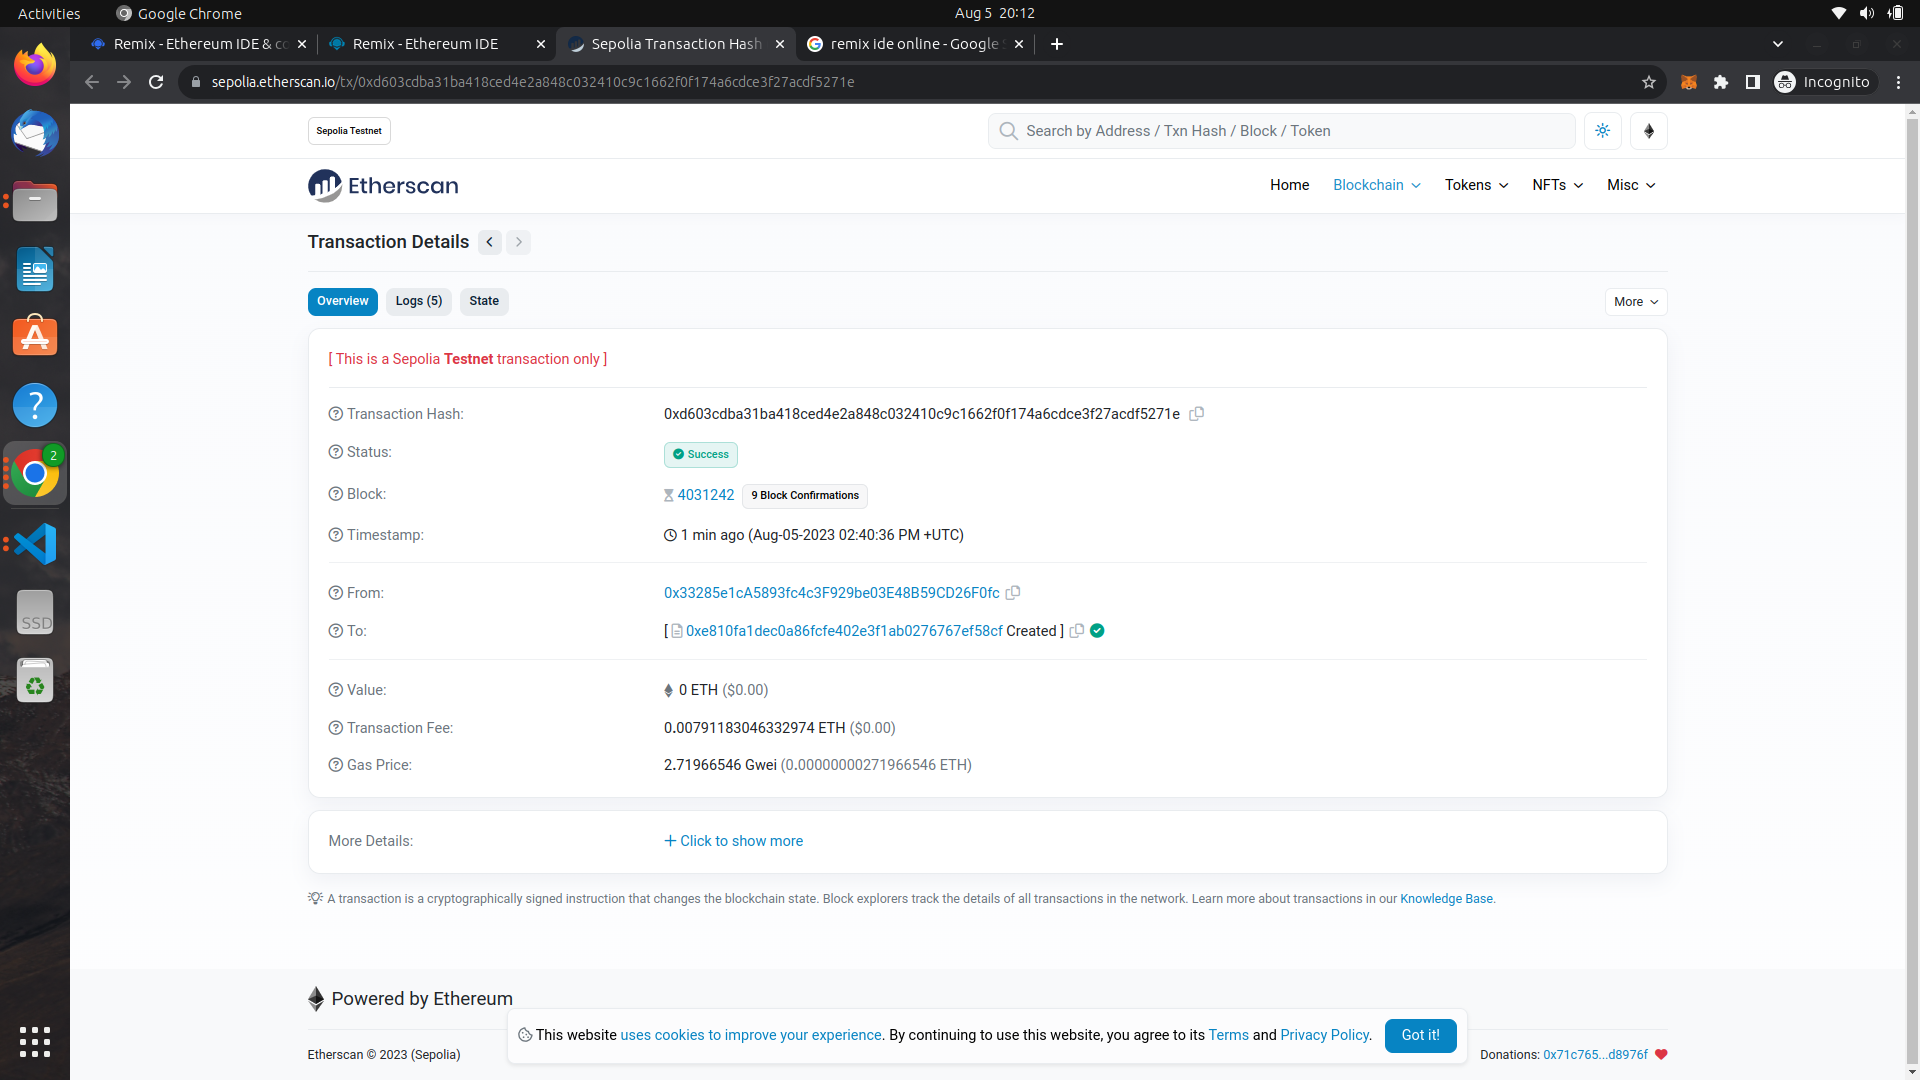 Activities Google Chrome Aug 5 20:12
Remix - Ethereum IDE & co Remix - Ethereum IDE Sepolia Transaction Hash remix ide online - Google S
sepolia.etherscan.io/tx/0xd603cdba31ba418ced4e2a848c032410c9c1662f0f174a6cdce3f27acdf5271e Incognito
Sepolia Testnet Search by Address / Txn Hash / Block / Token
Etherscan Home Blockchain Tokens NFTs Misc
Transaction Details
Overview Logs (5) State More
[ This is a Sepolia Testnet transaction only ]
Transaction Hash: 0xd603cdba31ba418ced4e2a848c032410c9c1662f0f174a6cdce3f27acdf5271e
Status: Success
2
Block: 4031242 9 Block Confirmations
Timestamp: 1 min ago (Aug-05-2023 02:40:36 PM +UTC)
From: 0x33285e1cA5893fc4c3F929be03E48B59CD26F0fc
SSD
To: [ 0xe810fa1dec0a86fcfe402e3f1ab0276767ef58cf Created ]
Value: 0 ETH ($0.00)
Transaction Fee: 0.00791183046332974 ETH ($0.00)
Gas Price: 2.71966546 Gwei (0.00000000271966546 ETH)
More Details: Click to show more
A transaction is a cryptographically signed instruction that changes the blockchain state. Block explorers track the details of all transactions in the network. Learn more about transactions in our Knowledge Base.
Powered by Ethereum
This website uses cookies to improve your experience. By continuing to use this website, you agree to its Terms and Privacy Policy. Got it!
Etherscan © 2023 (Sepolia) Donations: 0x71c765...d8976f